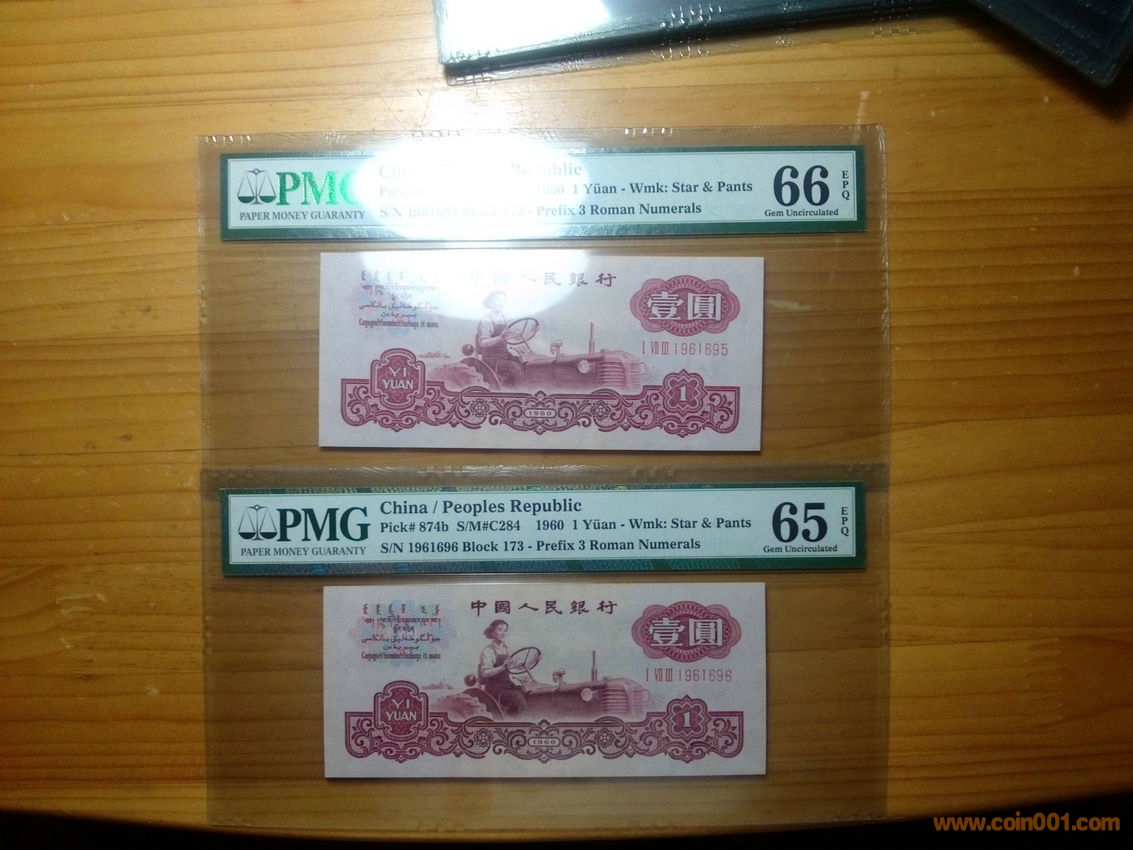 PMG
PAPER MONEY GUARANTY
1 Yüan - Wmk: Star & Pants
S/N Block 173 - Prefix 3 Roman Numerals
66 EPQ
Gem Uncirculated
中國人民銀行
壹圓
I VII III 1961695
YI
YUAN
1
1960
PMG
PAPER MONEY GUARANTY
China / Peoples Republic
Pick# 874b S/M#C284 1960 1 Yüan - Wmk: Star & Pants
S/N 1961696 Block 173 - Prefix 3 Roman Numerals
65 EPQ
Gem Uncirculated
中國人民銀行
壹圓
I VII III 1961696
YI
YUAN
1
1960
www.coin001.com